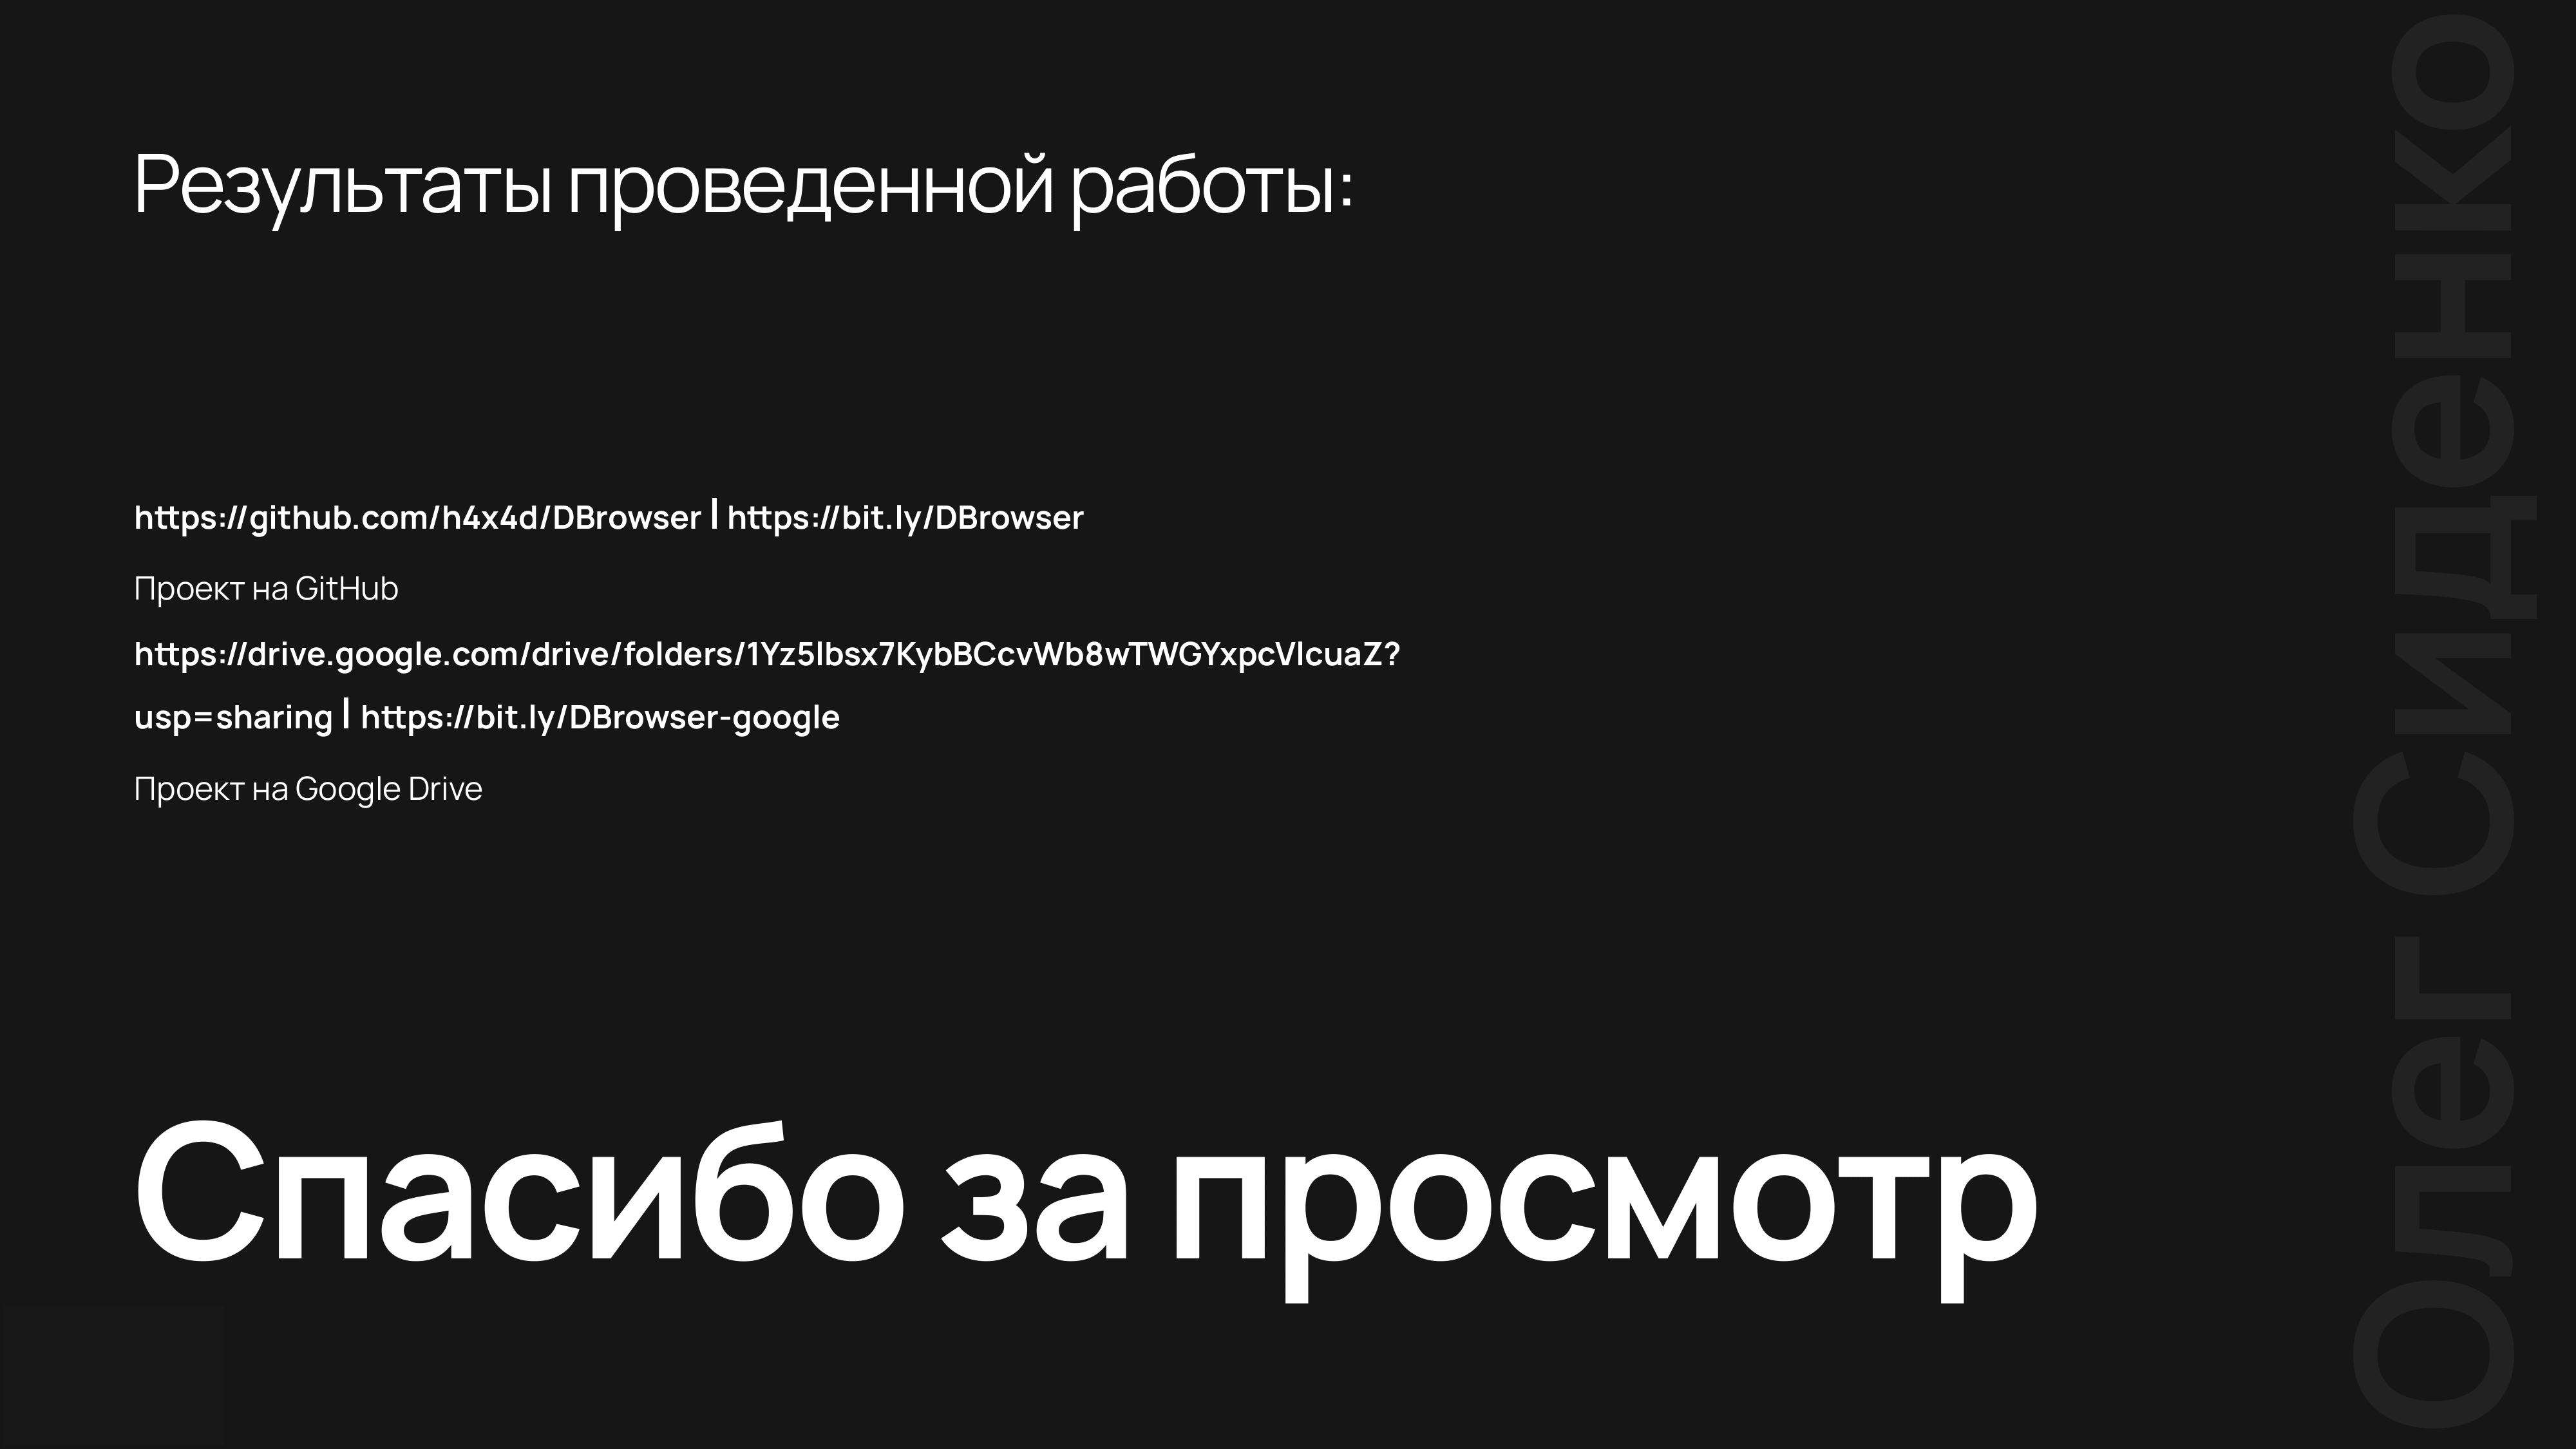 Результаты проведенной работы:
https://github.com/h4x4d/DBrowser | https://bit.ly/DBrowser
Проект на GitHub
https://drive.google.com/drive/folders/1Yz5lbsx7KybBCcvWb8wTWGYxpcVlcuaZ?
usp=sharing | https://bit.ly/DBrowser-google
Проект на Google Drive
Спасибо за просмотр
Олег Сиденко